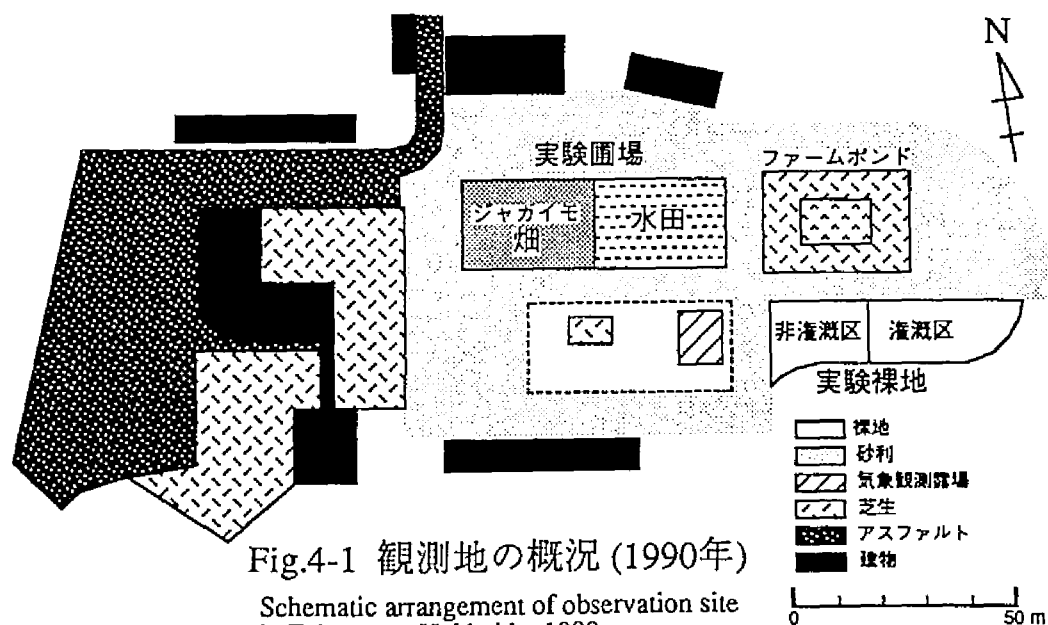 N
実験圃場
ファームポンド
ジャカイモ
畑
水田
非潅漑区
潅漑区
実験裸地
裸地
砂利
気象観測露場
芝生
アスファルト
建物
0 50 m
Fig.4-1 観測地の概況 (1990年)
Schematic arrangement of observation site